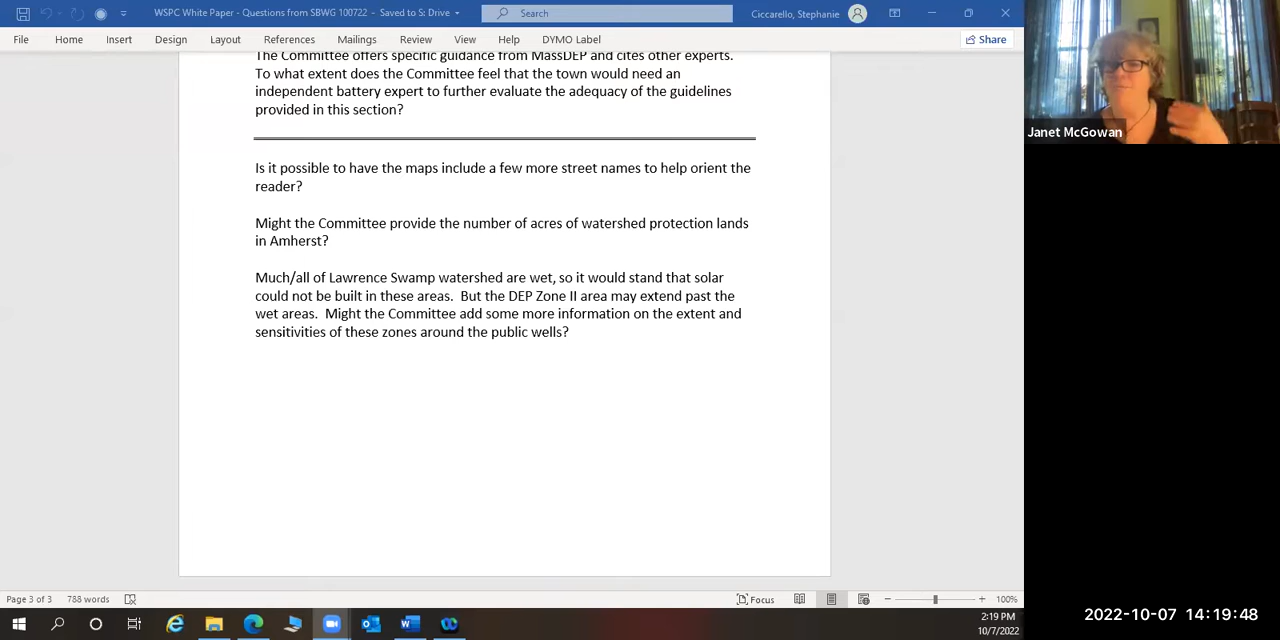 WSPC White Paper - Questions from SBWG 100722 - Saved to S: Drive
Search
Ciccarello, Stephanie
File Home Insert Design Layout References Mailings Review View Help DYMO Label
Share
The Committee offers specific guidance from MassDEP and cites other experts.
To what extent does the Committee feel that the town would need an
independent battery expert to further evaluate the adequacy of the guidelines
provided in this section?
Is it possible to have the maps include a few more street names to help orient the
reader?
Might the Committee provide the number of acres of watershed protection lands
in Amherst?
Much/all of Lawrence Swamp watershed are wet, so it would stand that solar
could not be built in these areas.  But the DEP Zone II area may extend past the
wet areas.  Might the Committee add some more information on the extent and
sensitivities of these zones around the public wells?
Janet McGowan
Page 3 of 3 788 words
Focus
100%
2:19 PM
10/7/2022
2022-10-07 14:19:48